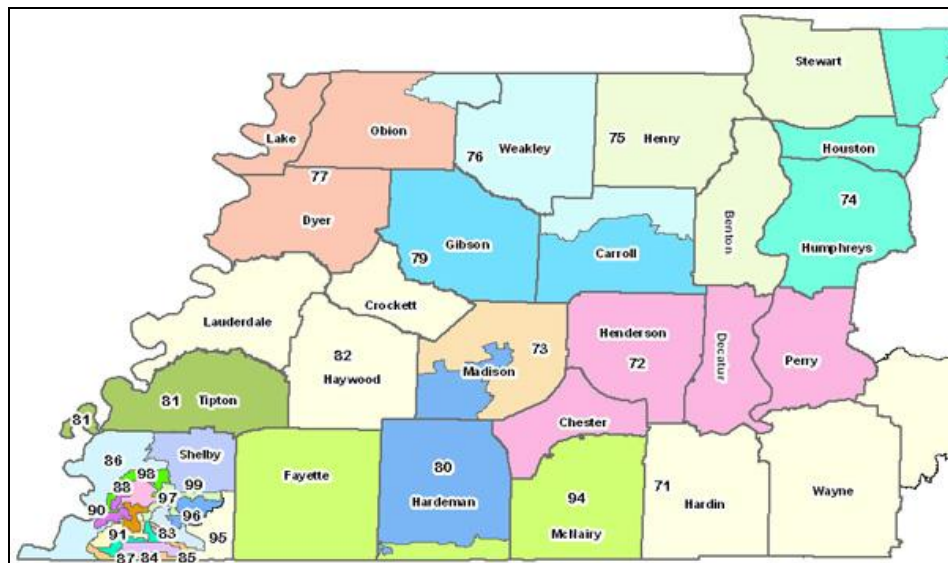 Stewart
Lake
Obion
76
Weakley
75
Henry
Houston
77
Dyer
Benton
74
Humphreys
79
Gibson
Carroll
Crockett
Lauderdale
82
Haywood
73
Madison
Henderson
72
Decatur
Perry
81
Tipton
81
Chester
86
98
Shelby
88
99
97
90
96
91
83
95
87
84
85
Fayette
80
Hardeman
94
McNairy
71
Hardin
Wayne